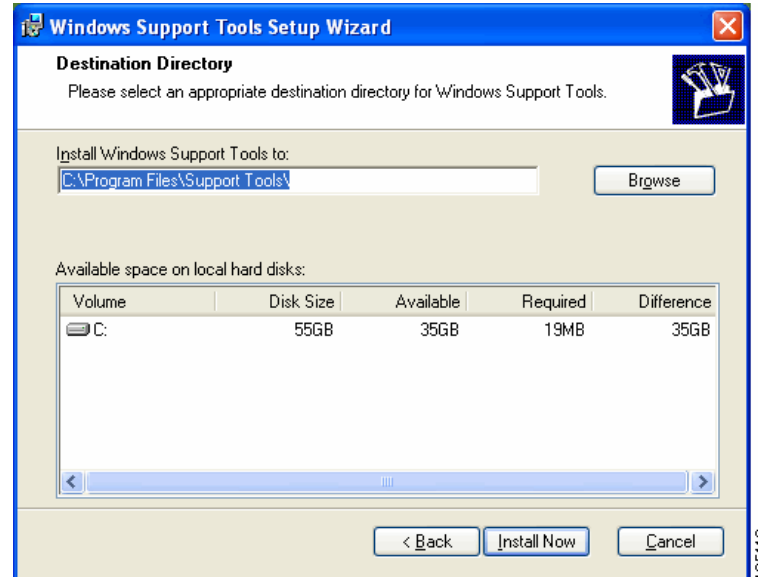 Windows Support Tools Setup Wizard
Destination Directory
Please select an appropriate destination directory for Windows Support Tools.
Install Windows Support Tools to:
C:\Program Files\Support Tools\
Browse
Available space on local hard disks:
Volume Disk Size Available Required Difference
C: 55GB 35GB 19MB 35GB
< Back Install Now Cancel